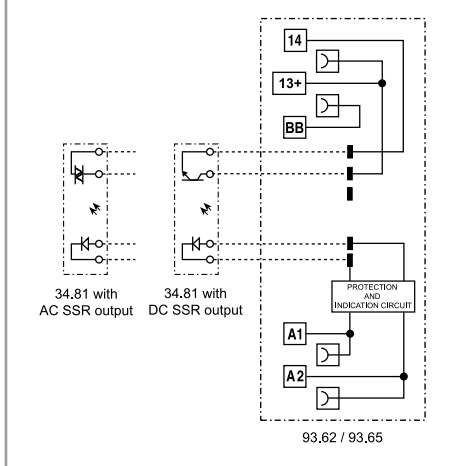 14
13+
BB
34.81 with
AC SSR output
34.81 with
DC SSR output
PROTECTION
AND
INDICATION CIRCUIT
A1
A2
93.62 / 93.65